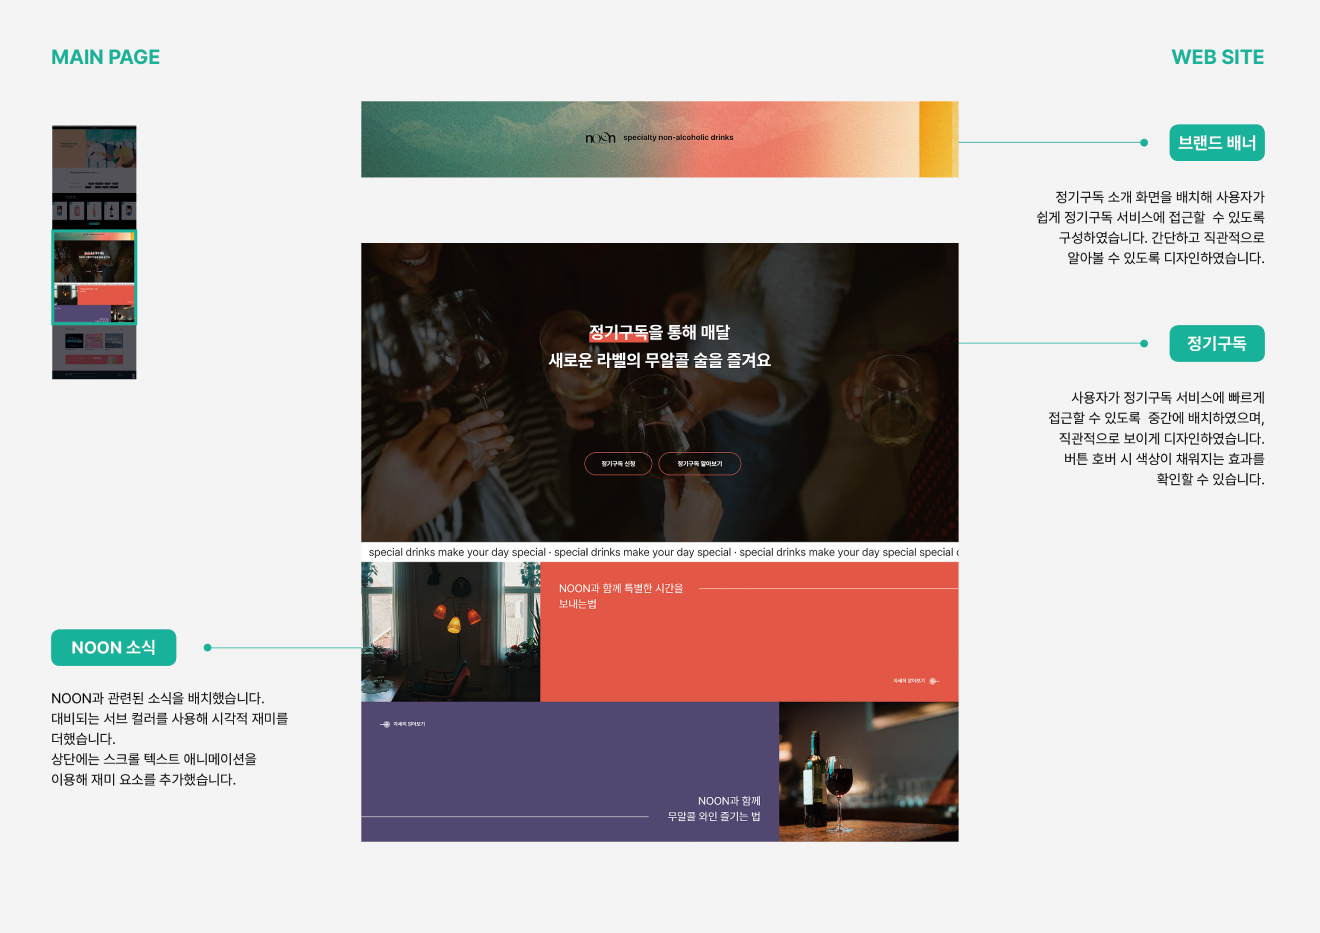 MAIN PAGE
WEB SITE
noon specialty non-alcoholic drinks
브랜드 배너
정기구독 소개 화면을 배치해 사용자가
쉽게 정기구독 서비스에 접근할 수 있도록
구성하였습니다. 간단하고 직관적으로
알아볼 수 있도록 디자인하였습니다.
정기구독을 통해 매달
새로운 라벨의 무알콜 술을 즐겨요
정기구독 신청
정기구독 알아보기
정기구독
사용자가 정기구독 서비스에 빠르게
접근할 수 있도록 중간에 배치하였으며,
직관적으로 보이게 디자인하였습니다.
버튼 호버 시 색상이 채워지는 효과를
확인할 수 있습니다.
special drinks make your day special · special drinks make your day special · special drinks make your day special special
NOON과 함께 특별한 시간을
보내는법
자세히 알아보기
NOON 소식
NOON과 관련된 소식을 배치했습니다.
대비되는 서브 컬러를 사용해 시각적 재미를
더했습니다.
상단에는 스크롤 텍스트 애니메이션을
이용해 재미 요소를 추가했습니다.
자세히 알아보기
NOON과 함께
무알콜 와인 즐기는 법